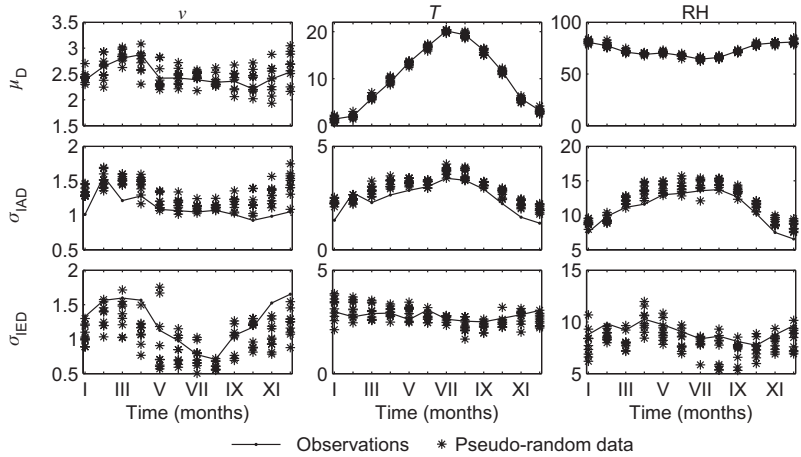 v T RH
μD 3.5 3 2.5 2 1.5 20 10 0 100 50 0
σIAD 2 1.5 1 0.5 5 0 20 15 10 5
σIED 2 1.5 1 0.5 5 0 15 10 5
I III V VII IX XI I III V VII IX XI I III V VII IX XI
Time (months) Time (months) Time (months)
Observations Pseudo-random data